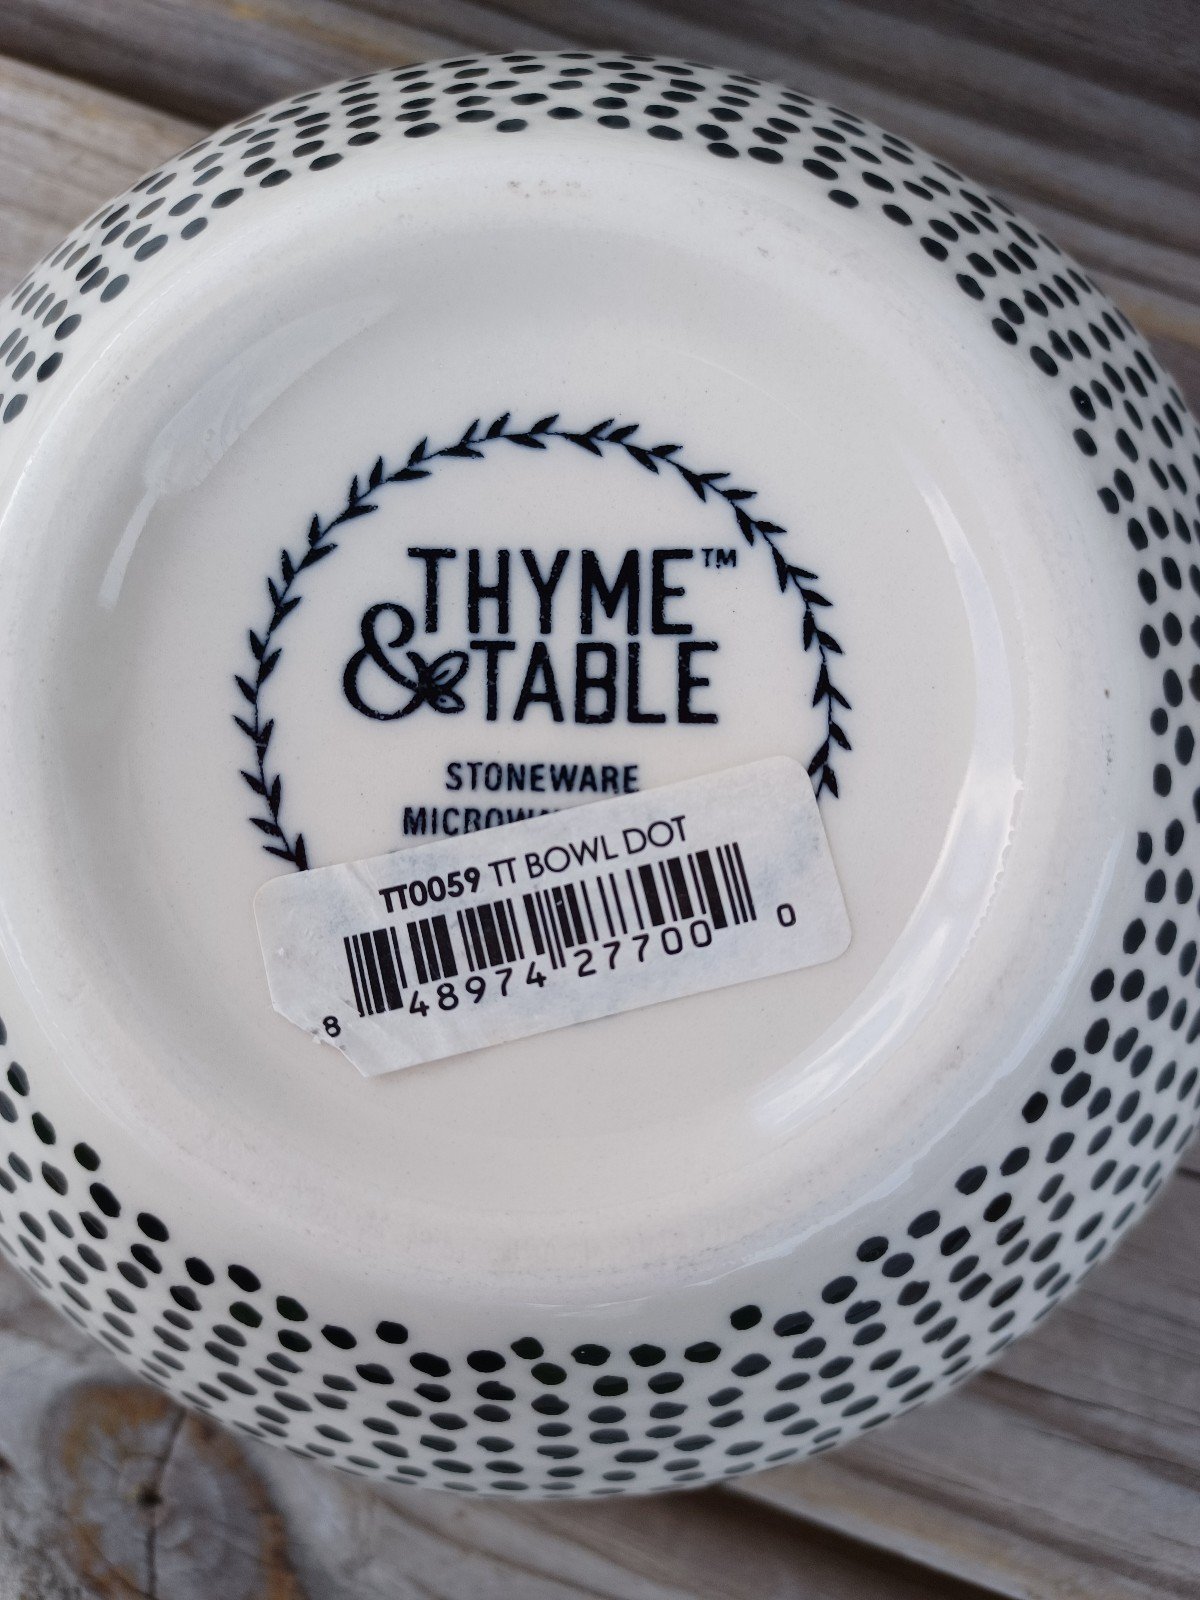 THYME™
& TABLE
STONEWARE
TT0059 TT BOWL DOT
8 48974 27700 0